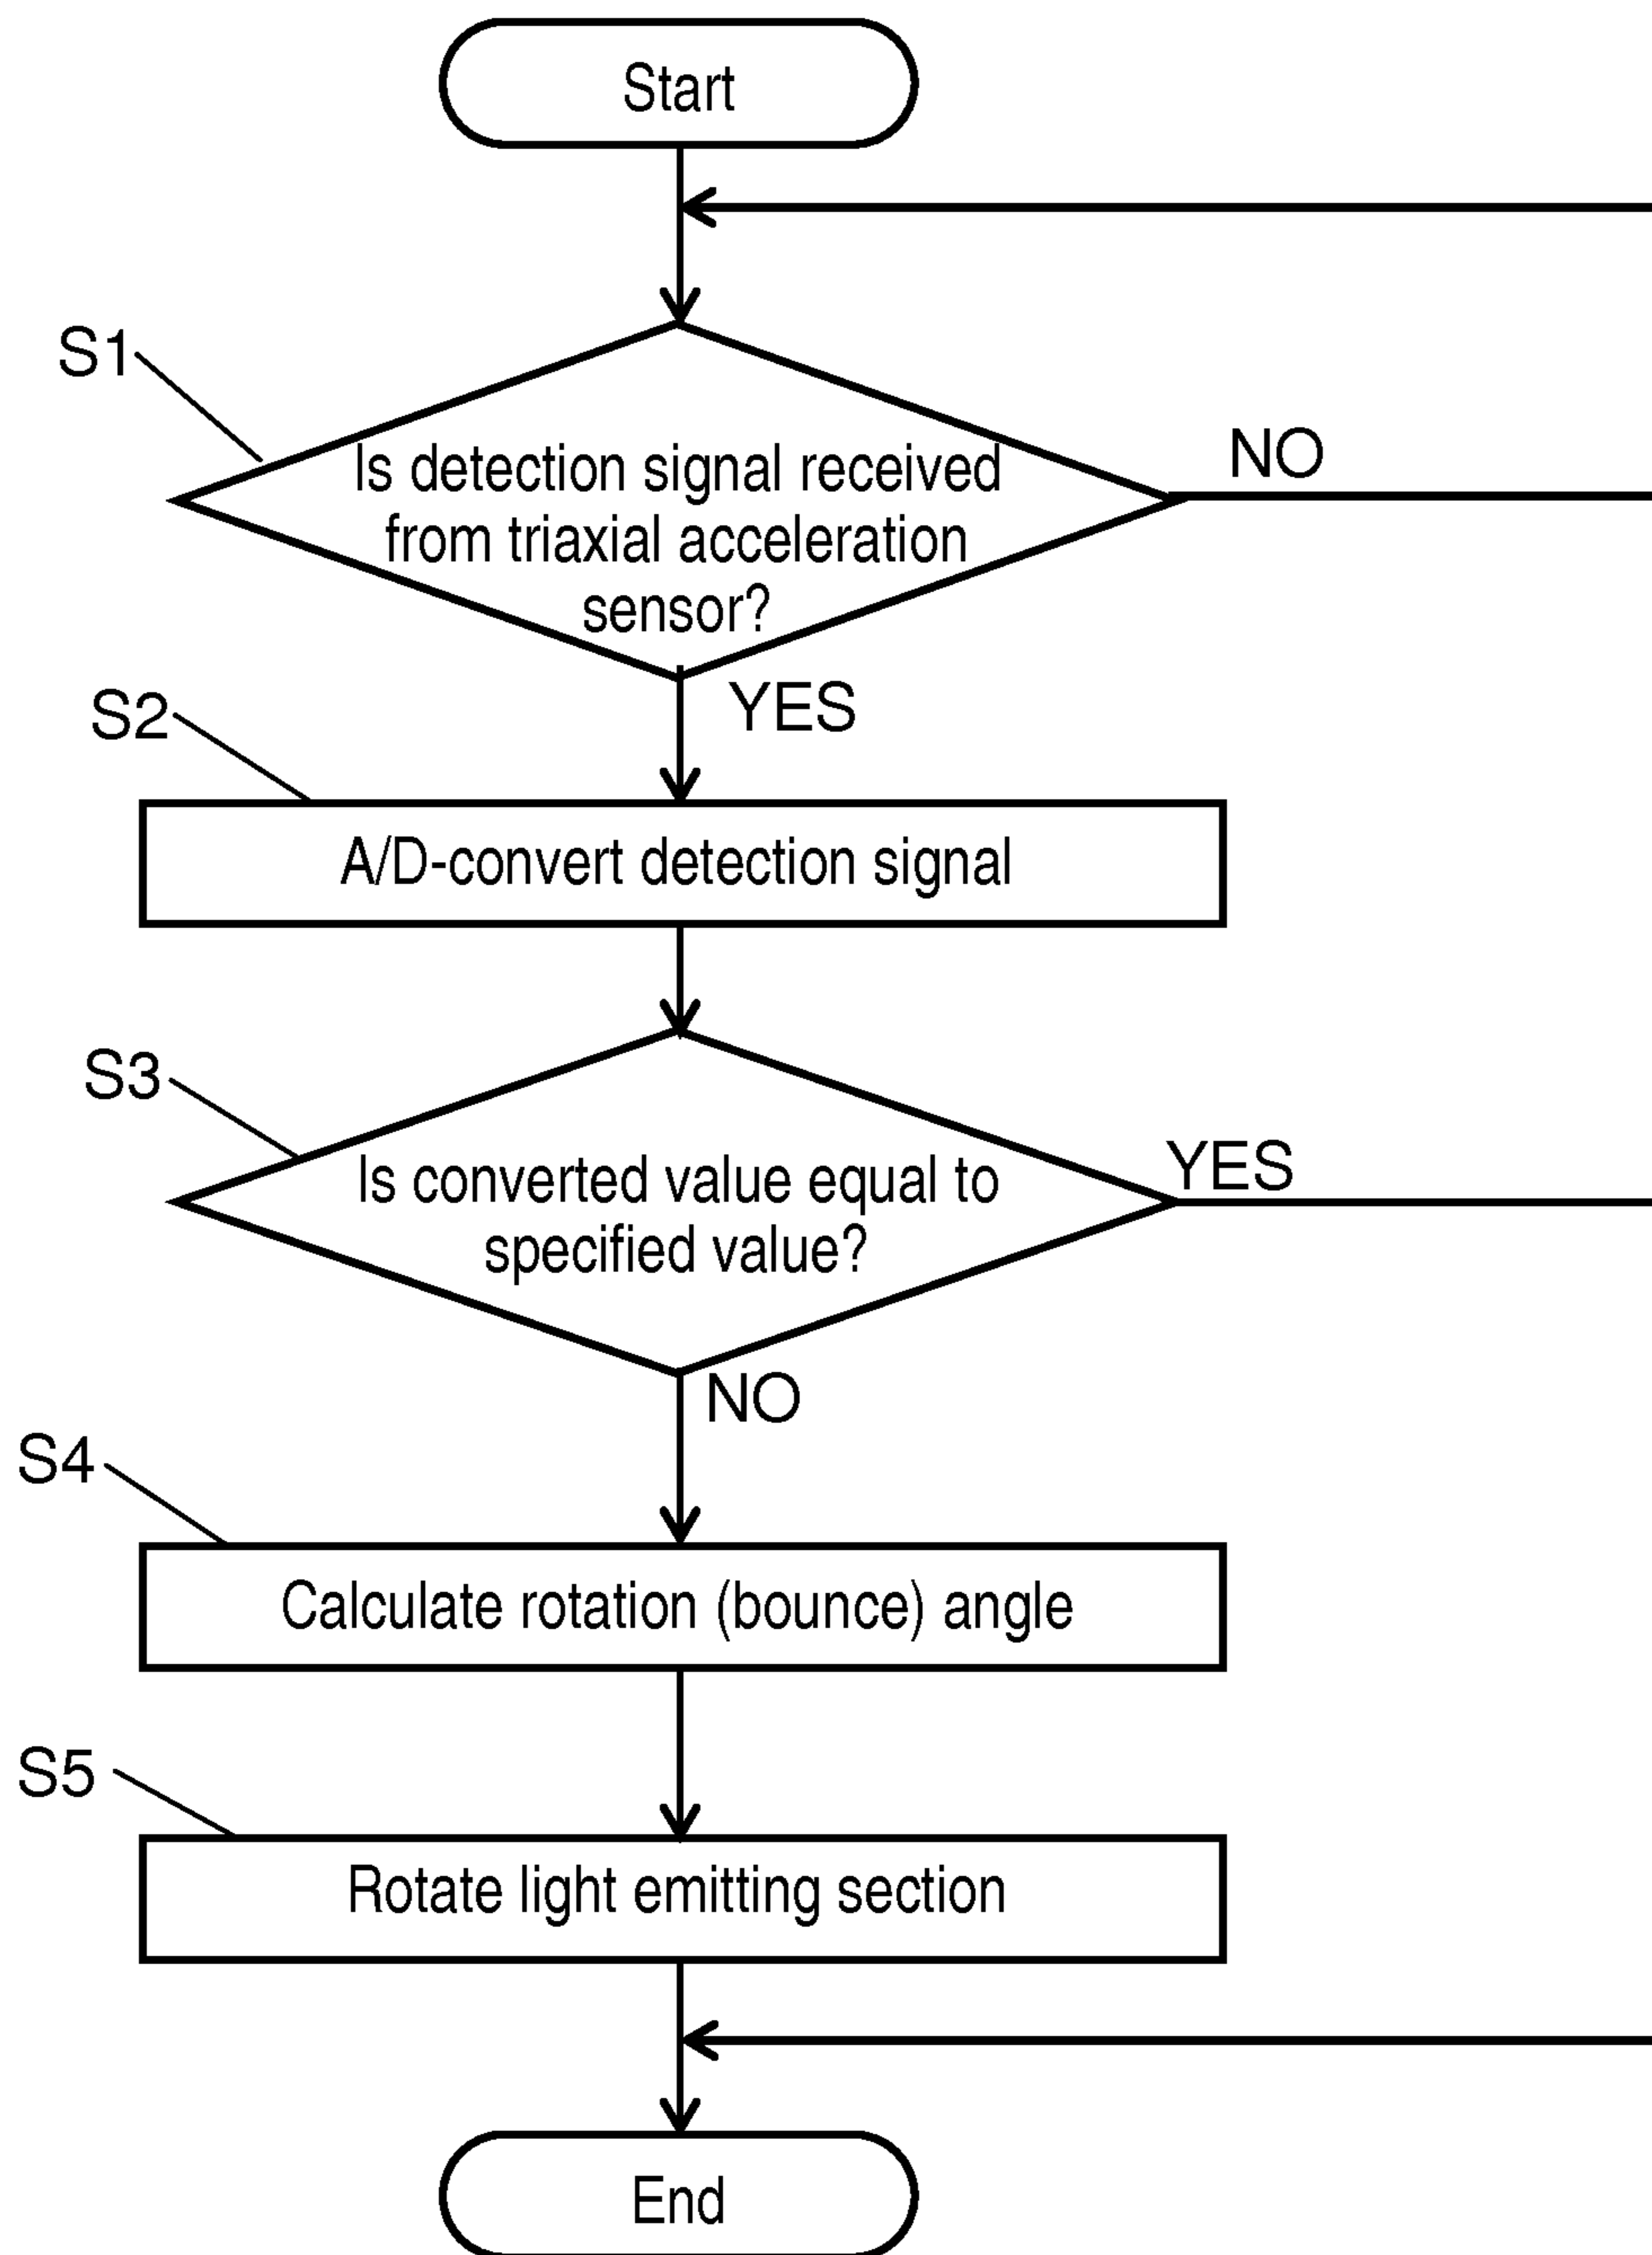 Start
S1
Is detection signal received
from triaxial acceleration
sensor?
NO
YES
S2
A/D-convert detection signal
S3
Is converted value equal to
specified value?
YES
NO
S4
Calculate rotation (bounce) angle
S5
Rotate light emitting section
End